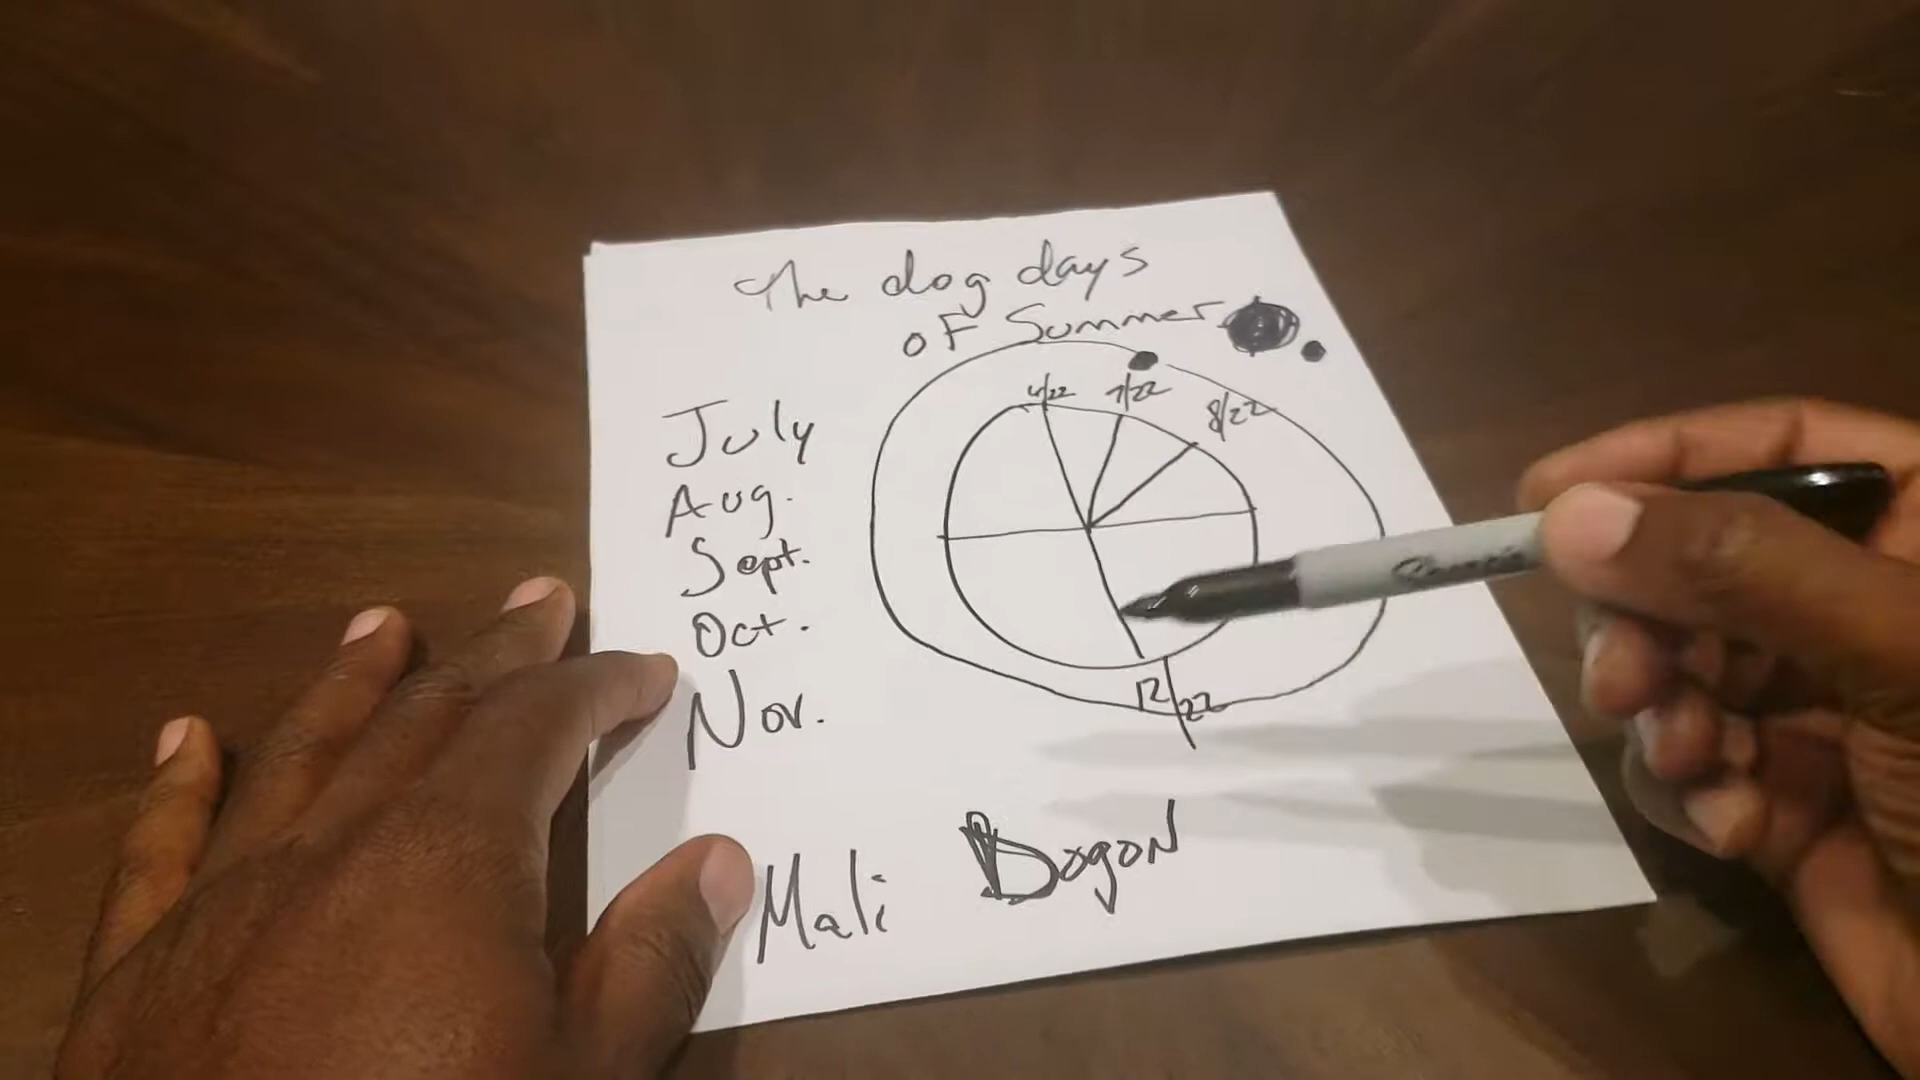 The dog days
of Summer
6/22
7/22
8/22
July
Aug.
Sept.
Oct.
Nov.
12/22
Mali
Dogon